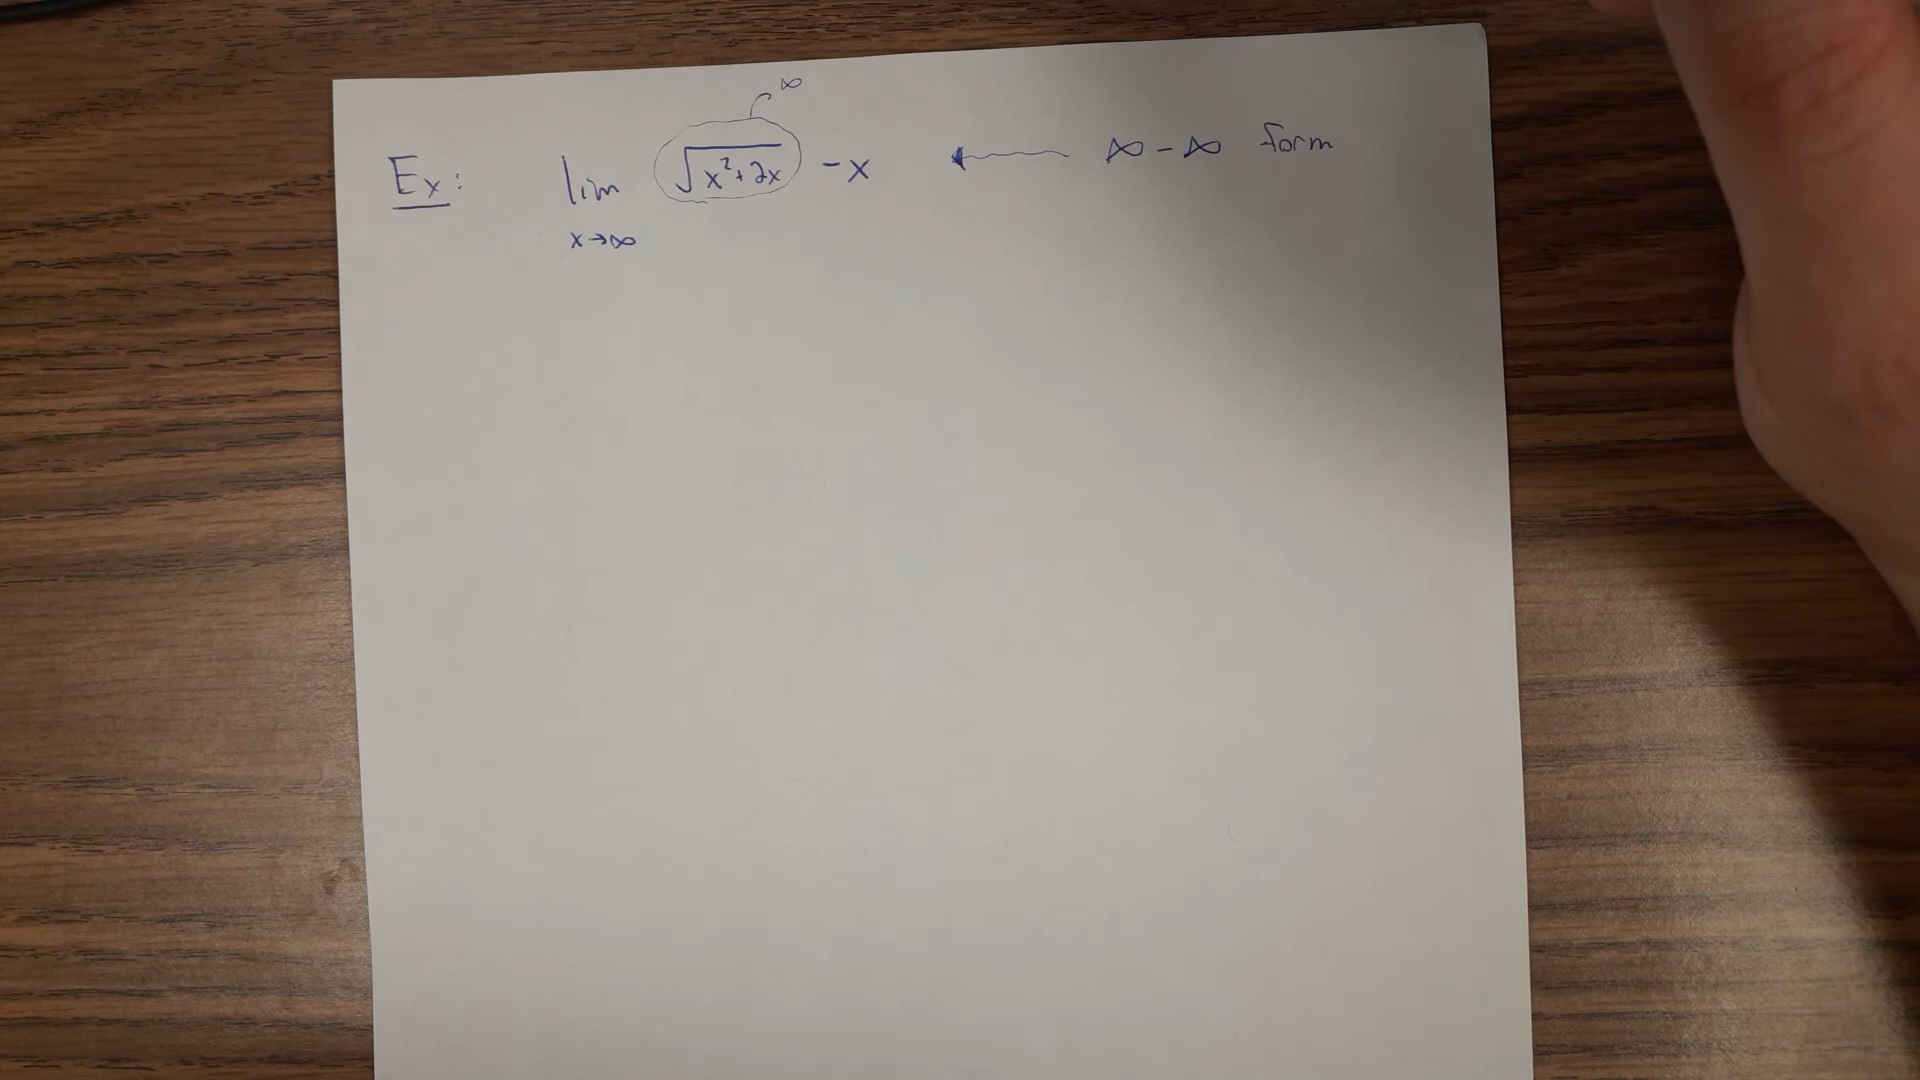 ∞
Ex: lim √(x²+2x) - x ← ∞ - ∞ form
x→∞